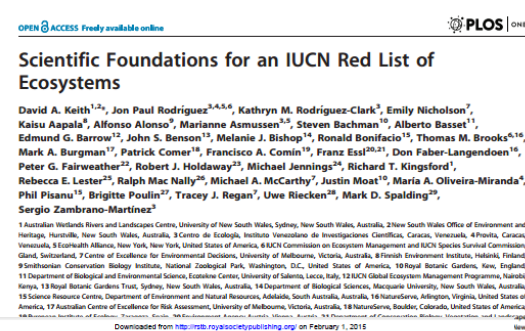 OPEN ACCESS Freely available online
PLOS ONE
Scientific Foundations for an IUCN Red List of
Ecosystems
David A. Keith1,2*, Jon Paul Rodríguez3,4,5,6, Kathryn M. Rodríguez-Clark3, Emily Nicholson7,
Kaisu Aapala8, Alfonso Alonso9, Marianne Asmussen3,5, Steven Bachman10, Alberto Basset11,
Edmund G. Barrow12, John S. Benson13, Melanie J. Bishop14, Ronald Bonifacio15, Thomas M. Brooks6,16,
Mark A. Burgman17, Patrick Comer18, Francisco A. Comín19, Franz Essl20,21, Don Faber-Langendoen16,
Peter G. Fairweather22, Robert J. Holdaway23, Michael Jennings24, Richard T. Kingsford1,
Rebecca E. Lester25, Ralph Mac Nally26, Michael A. McCarthy7, Justin Moat10, María A. Oliveira-Miranda4,
Phil Pisanu15, Brigitte Poulin27, Tracey J. Regan7, Uwe Riecken28, Mark D. Spalding29,
Sergio Zambrano-Martínez3
1 Australian Wetlands Rivers and Landscapes Centre, University of New South Wales, Sydney, New South Wales, Australia, 2 New South Wales Office of Environment and
Heritage, Hurstville, New South Wales, Australia, 3 Centro de Ecología, Instituto Venezolano de Investigaciones Científicas, Caracas, Venezuela, 4 Provita, Caracas,
Venezuela, 5 EcoHealth Alliance, New York, New York, United States of America, 6 IUCN Commission on Ecosystem Management and IUCN Species Survival Commission,
Gland, Switzerland, 7 Centre of Excellence for Environmental Decisions, University of Melbourne, Victoria, Australia, 8 Finnish Environment Institute, Helsinki, Finland,
9 Smithsonian Conservation Biology Institute, National Zoological Park, Washington, D.C., United States of America, 10 Royal Botanic Gardens, Kew, England,
11 Department of Biological and Environmental Science, Ecotekne Center, University of Salento, Lecce, Italy, 12 IUCN Global Ecosystem Management Programme, Nairobi,
Kenya, 13 Royal Botanic Gardens Trust, Sydney, New South Wales, Australia, 14 Department of Biological Sciences, Macquarie University, New South Wales, Australia,
15 Science Resource Centre, Department of Environment and Natural Resources, Adelaide, South Australia, Australia, 16 NatureServe, Arlington, Virginia, United States of
America, 17 Australian Centre of Excellence for Risk Assessment, University of Melbourne, Victoria, Australia, 18 NatureServe, Boulder, Colorado, United States of America,
Downloaded from http://rstb.royalsocietypublishing.org/ on February 1, 2015